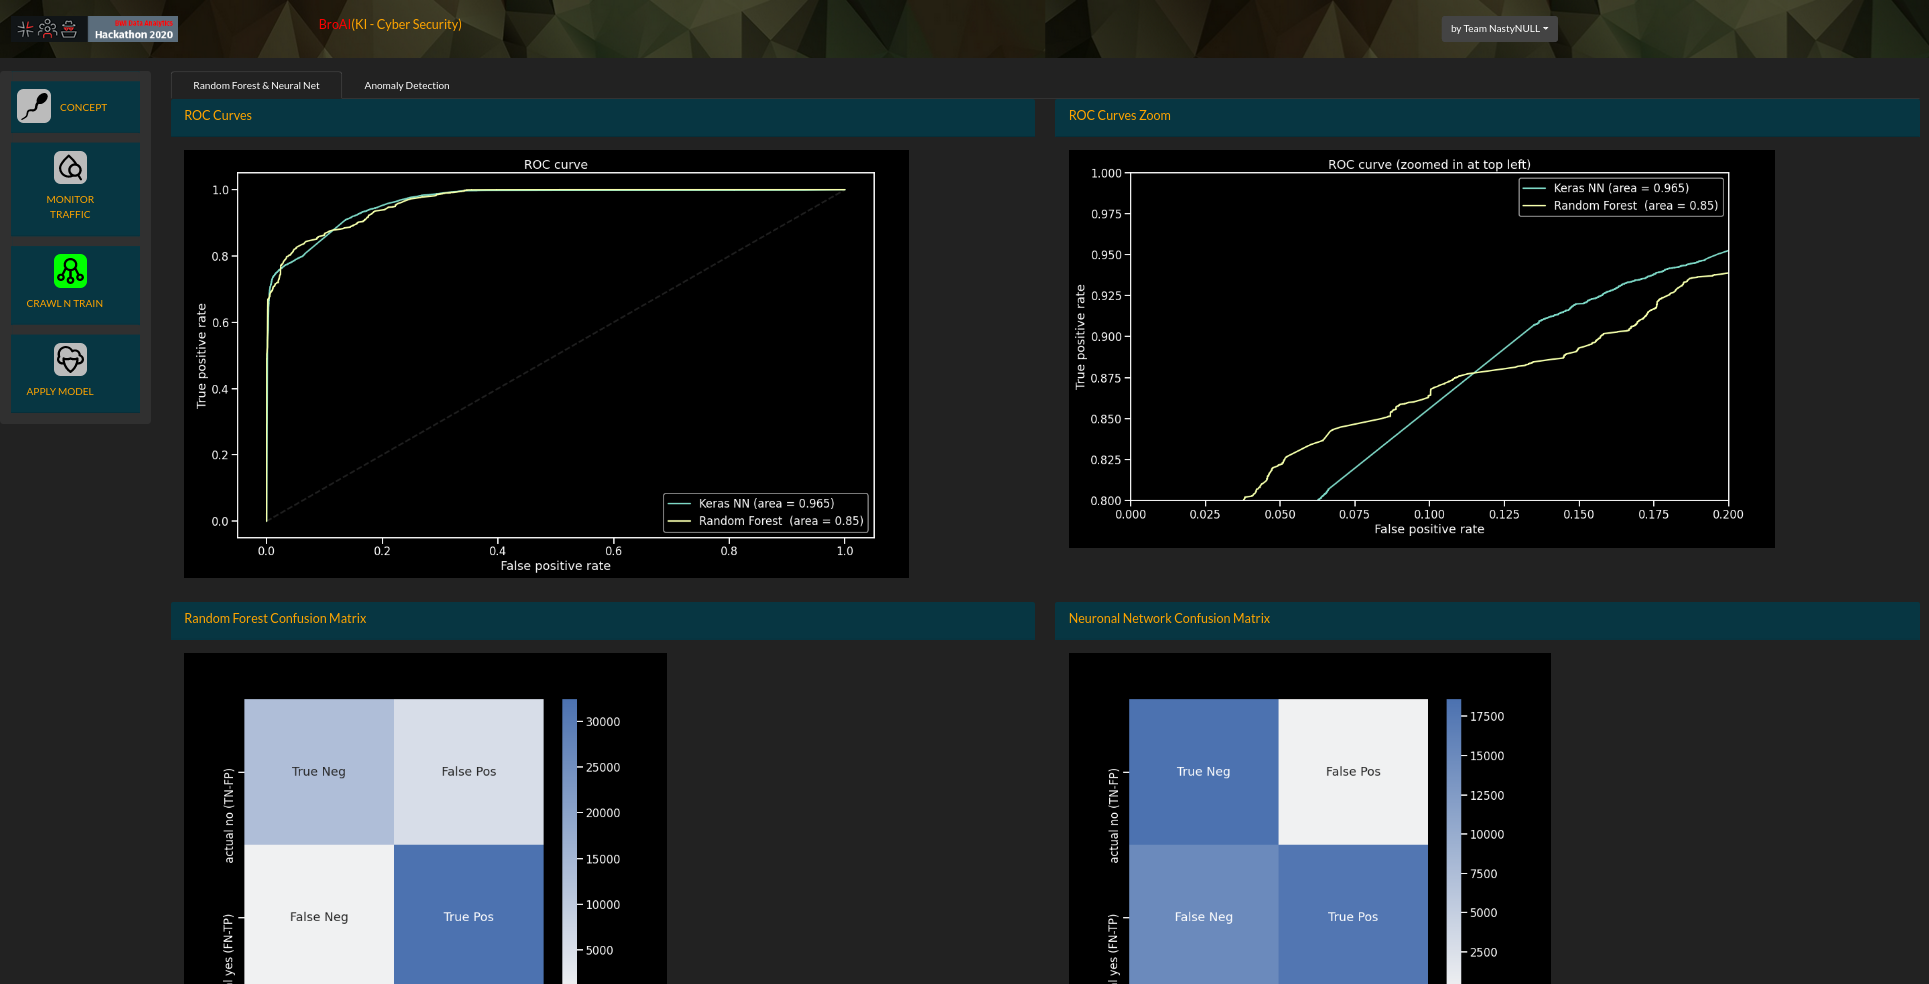 BWI Data Analytics
Hackathon 2020
BroAI(KI - Cyber Security)
by Team NastyNULL
CONCEPT
MONITOR
TRAFFIC
CRAWL N TRAIN
APPLY MODEL
Random Forest & Neural Net
Anomaly Detection
ROC Curves
ROC curve
1.0
0.8
0.6
0.4
0.2
0.0
True positive rate
Keras NN (area = 0.965)
Random Forest (area = 0.85)
0.0 0.2 0.4 0.6 0.8 1.0
False positive rate
ROC Curves Zoom
ROC curve (zoomed in at top left)
1.000
0.975
0.950
0.925
0.900
0.875
0.850
0.825
0.800
True positive rate
Keras NN (area = 0.965)
Random Forest (area = 0.85)
0.000 0.025 0.050 0.075 0.100 0.125 0.150 0.175 0.200
False positive rate
Random Forest Confusion Matrix
actual no (TN-FP)
True Neg False Pos
yes (FN-TP)
False Neg True Pos
30000
25000
20000
15000
10000
5000
Neuronal Network Confusion Matrix
actual no (TN-FP)
True Neg False Pos
yes (FN-TP)
False Neg True Pos
17500
15000
12500
10000
7500
5000
2500